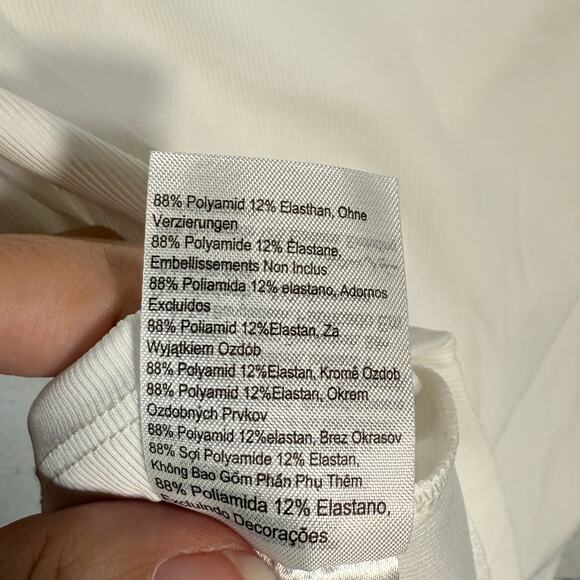 88% Polyamid 12% Elasthan, Ohne
Verzierungen
88% Polyamide 12% Élastane,
Embellissements Non Inclus
88% Poliamida 12% elastano, Adornos
Excluidos
88% Poliamid 12%Elastan, Za
Wyjątkiem Ozdób
88% Polyamid 12%Elastan, Kromě Ozdob
88% Polyamid 12%Elastan, Okrem
Ozdobných Prvkov
88% Polyamid 12%elastan, Brez Okrasov
88% Sợi Polyamide 12% Elastan,
Không Bao Gồm Phần Phụ Thêm
88% Poliamida 12% Elastano,
Excluindo Decorações.